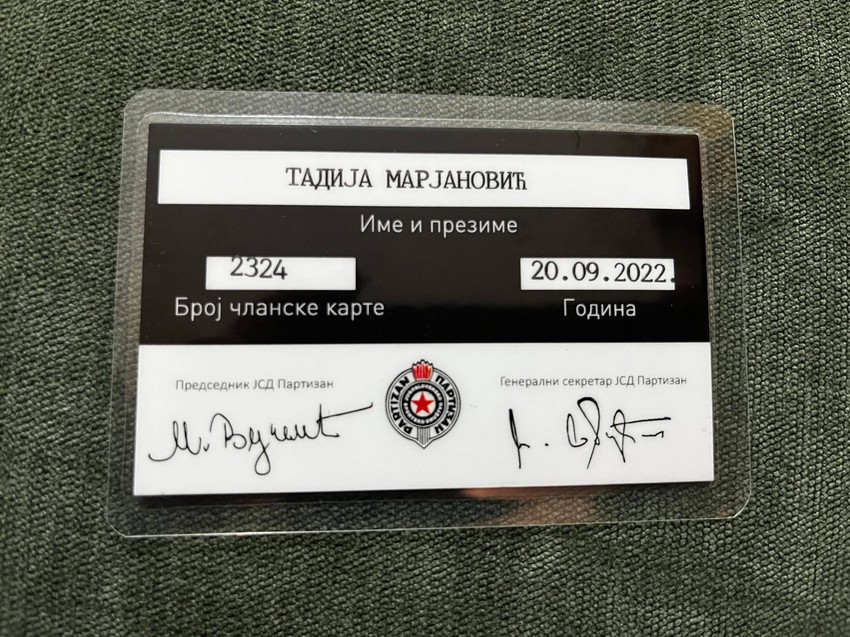 ТАДИЈА МАРЈАНОВИЋ
Име и презиме
2324
20.09.2022.
Број чланске карте
Година
Председник ЈСД Партизан
Генерални секретар ЈСД Партизан
PARTIZAN ПАРТИЗАН